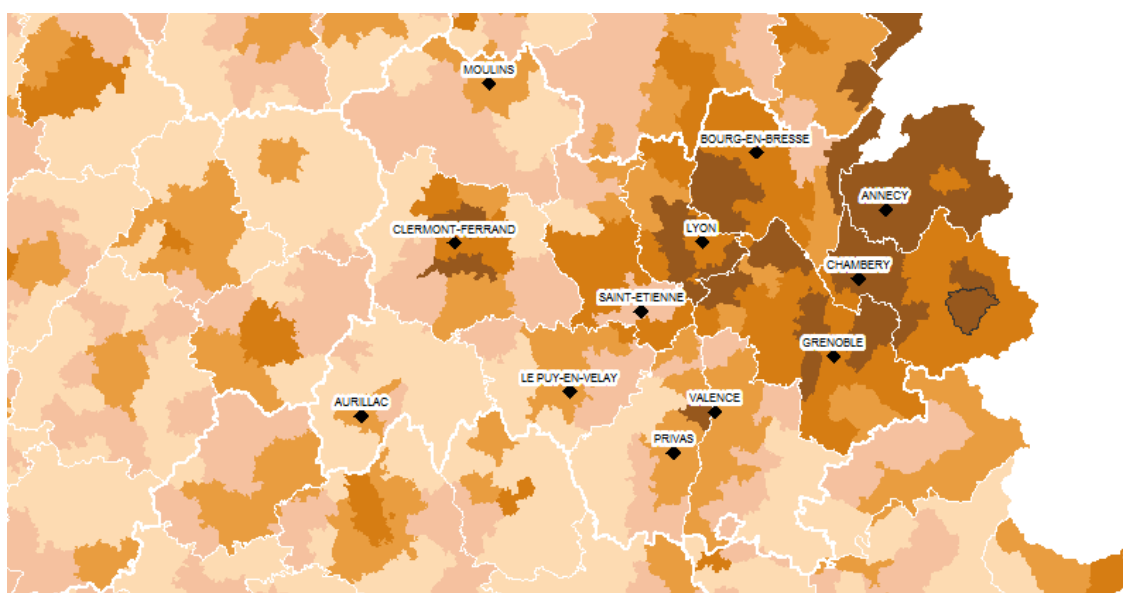 MOULINS
BOURG-EN-BRESSE
ANNECY
CLERMONT-FERRAND
LYON
CHAMBERY
SAINT-ETIENNE
GRENOBLE
LE PUY-EN-VELAY
AURILLAC
VALENCE
PRIVAS